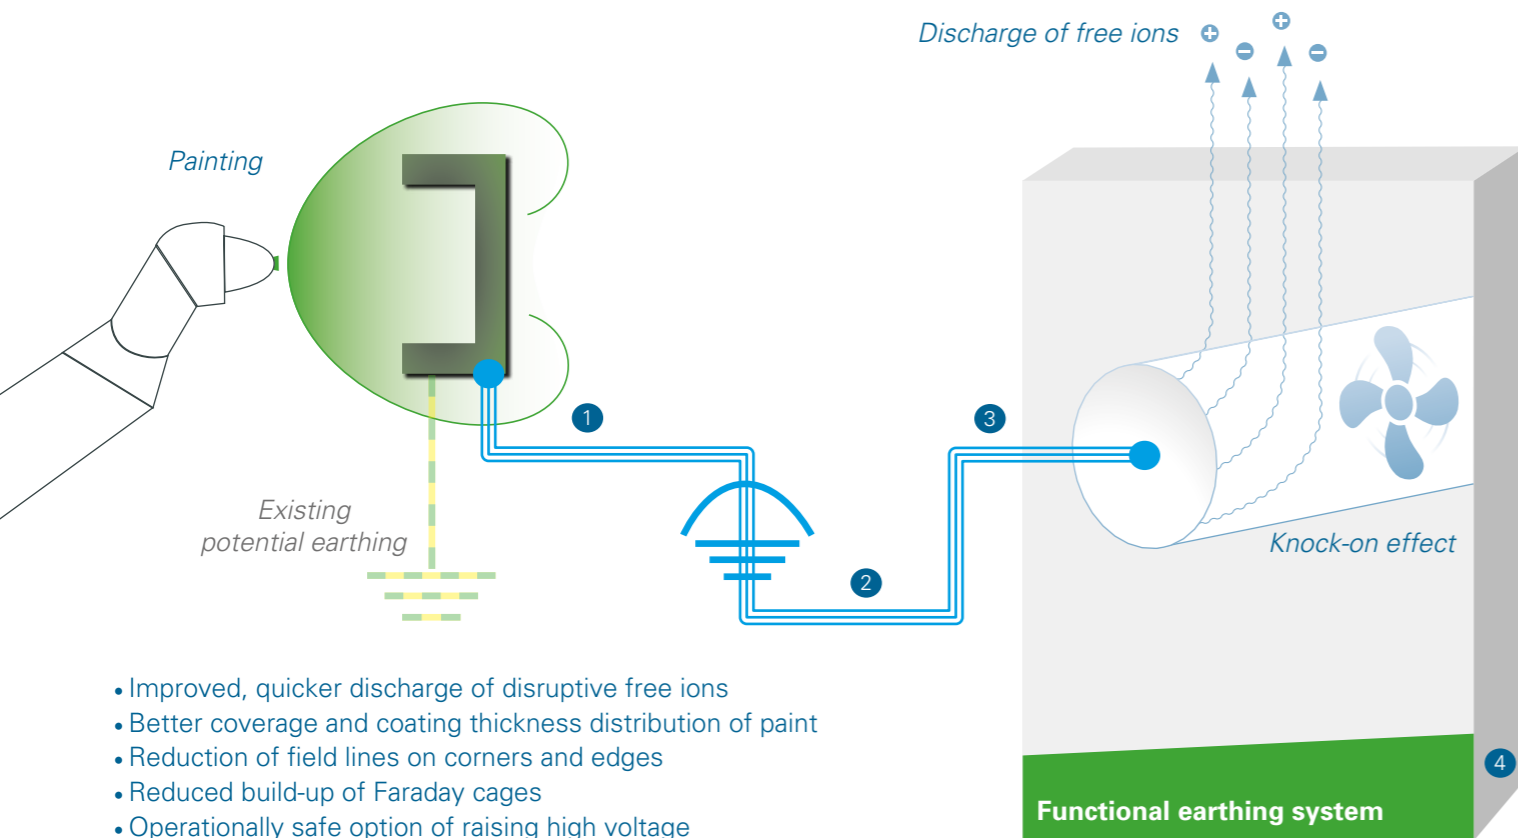 Discharge of free ions
Painting
1
3
Existing
potential earthing
Knock-on effect
2
• Improved, quicker discharge of disruptive free ions
• Better coverage and coating thickness distribution of paint
• Reduction of field lines on corners and edges
• Reduced build-up of Faraday cages
• Operationally safe option of raising high voltage
4
Functional earthing system